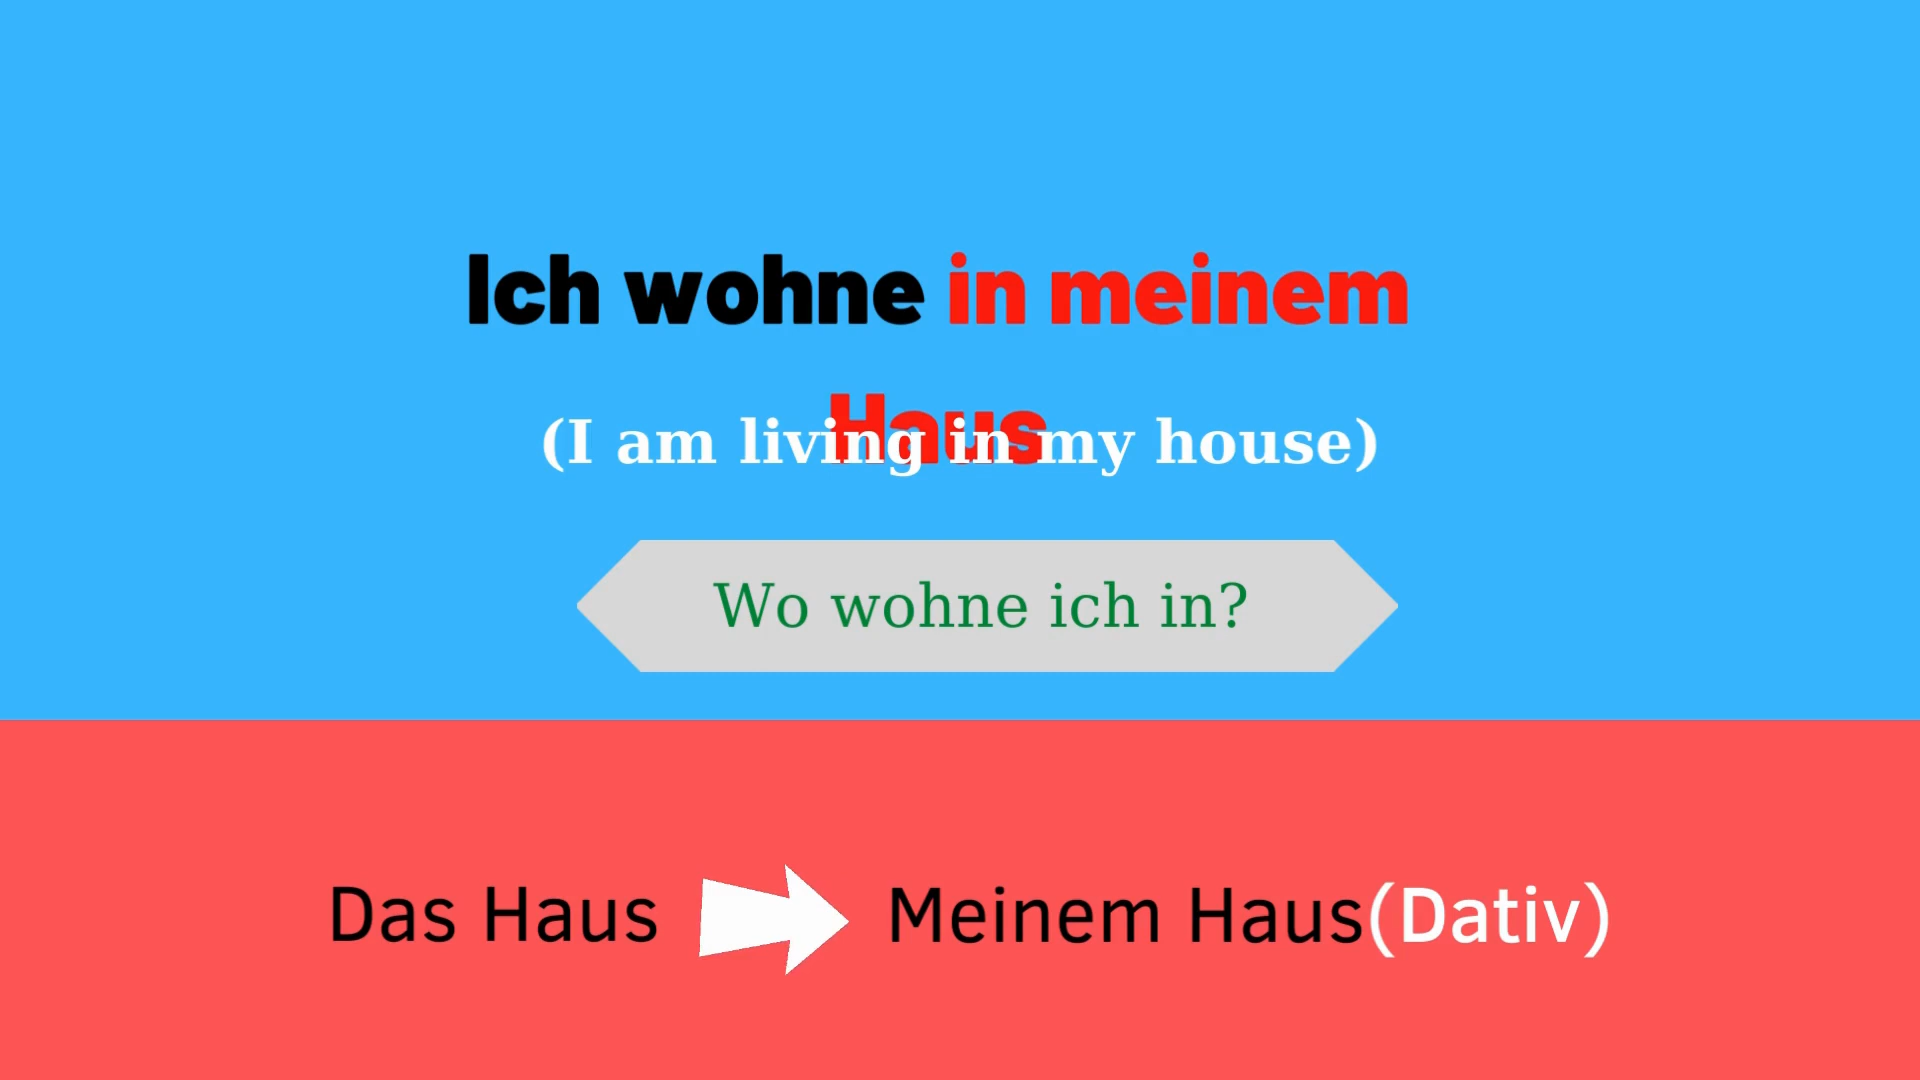 Ich wohne in meinem
Haus
(I am living in my house)
Wo wohne ich in?
Das Haus Meinem Haus(Dativ)